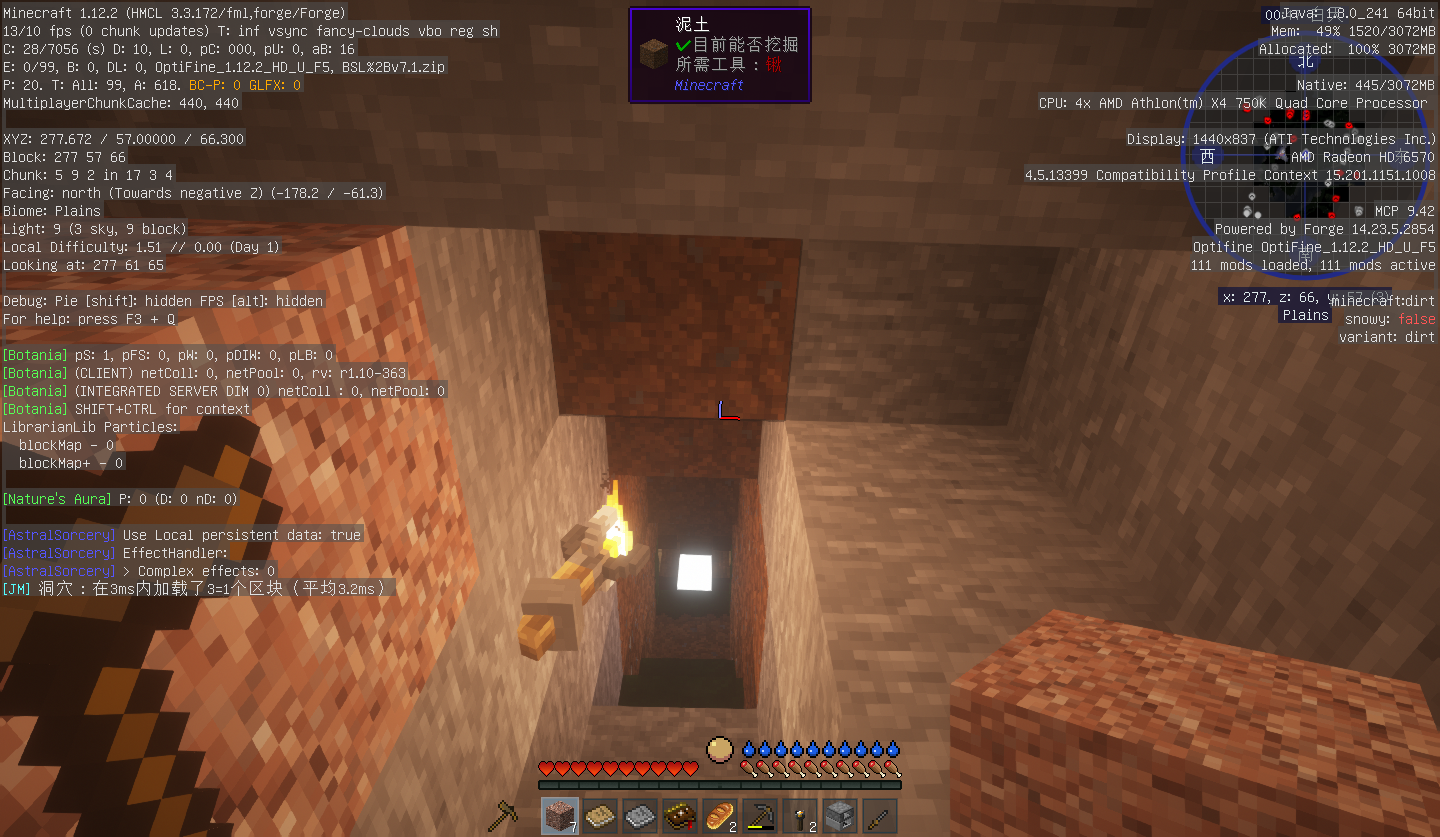 Minecraft 1.12.2 (HMCL 3.3.172/fml,forge/Forge)
13/10 fps (0 chunk updates) T: inf vsync fancy-clouds vbo reg sh
C: 28/7056 (s) D: 10, L: 0, pC: 000, pU: 0, aB: 16
E: 0/99, B: 0, DL: 0, OptiFine_1.12.2_HD_U_F5, BSL%2Bv7.1.zip
P: 20. T: All: 99, A: 618. BC-P: 0 GLFX: 0
MultiplayerChunkCache: 440, 440
XYZ: 277.672 / 57.00000 / 66.300
Block: 277 57 66
Chunk: 5 9 2 in 17 3 4
Facing: north (Towards negative Z) (-178.2 / -61.3)
Biome: Plains
Light: 9 (3 sky, 9 block)
Local Difficulty: 1.51 // 0.00 (Day 1)
Looking at: 277 61 65
Debug: Pie [shift]: hidden FPS [alt]: hidden
For help: press F3 + Q
[Botania] pS: 1, pFS: 0, pW: 0, pDIW: 0, pLB: 0
[Botania] (CLIENT) netColl: 0, netPool: 0, rv: r1.10-363
[Botania] (INTEGRATED SERVER DIM 0) netColl : 0, netPool: 0
[Botania] SHIFT+CTRL for context
LibrarianLib Particles:
blockMap - 0
blockMap+ - 0
[Nature's Aura] P: 0 (D: 0 nD: 0)
[AstralSorcery] Use Local persistent data: true
[AstralSorcery] EffectHandler:
[AstralSorcery] > Complex effects: 0
[JM] 洞穴：在3ms内加载了3=1个区块（平均3.2ms）
泥土
✔目前能否挖掘
所需工具：锹
Minecraft
Java: 1.8.0_241 64bit
Mem: 49% 1520/3072MB
Allocated: 100% 3072MB
北
Native: 445/3072MB
CPU: 4x AMD Athlon(tm) X4 750K Quad Core Processor
Display: 1440x837 (ATI Technologies Inc.)
西
东
AMD Radeon HD 6570
4.5.13399 Compatibility Profile Context 15.201.1151.1008
MCP 9.42
Powered by Forge 14.23.5.2854
Optifine OptiFine_1.12.2_HD_U_F5
南
111 mods loaded, 111 mods active
x: 277, z: 66, y: 57 (3)
minecraft:dirt
Plains
snowy: false
variant: dirt
7
2
2